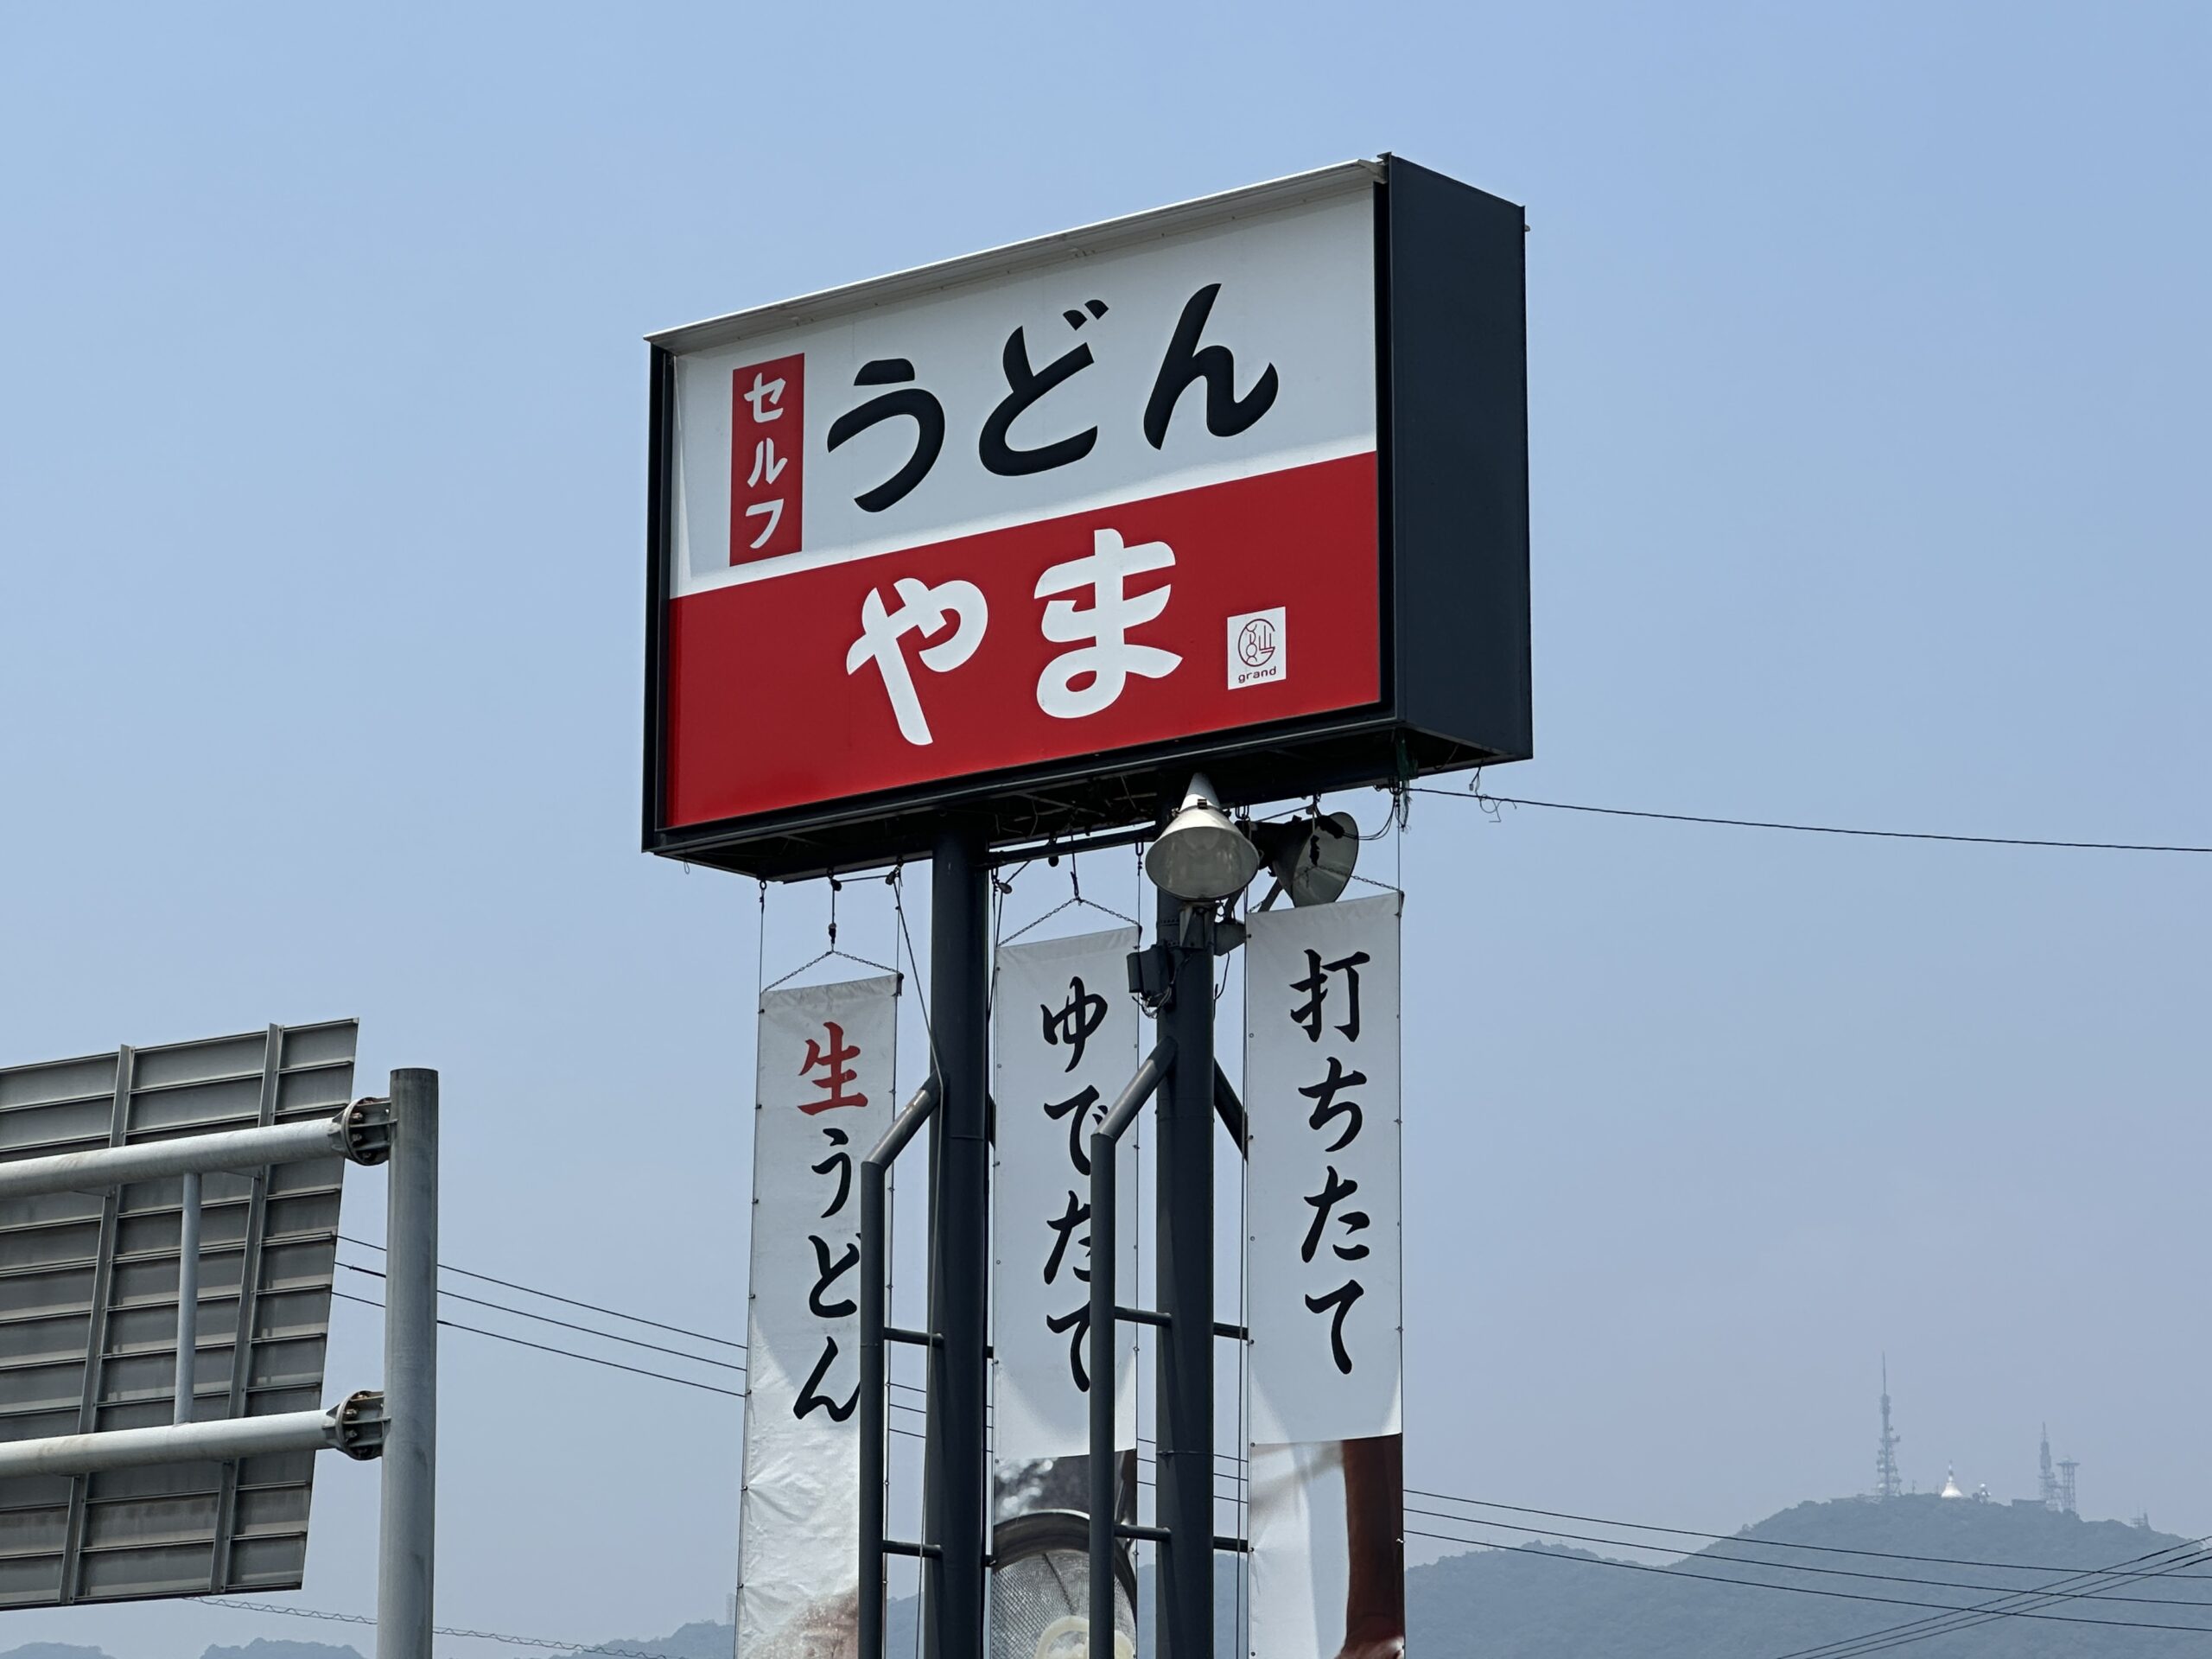 セルフ
うどん
やま
grand
打ちたて
ゆでたて
生うどん